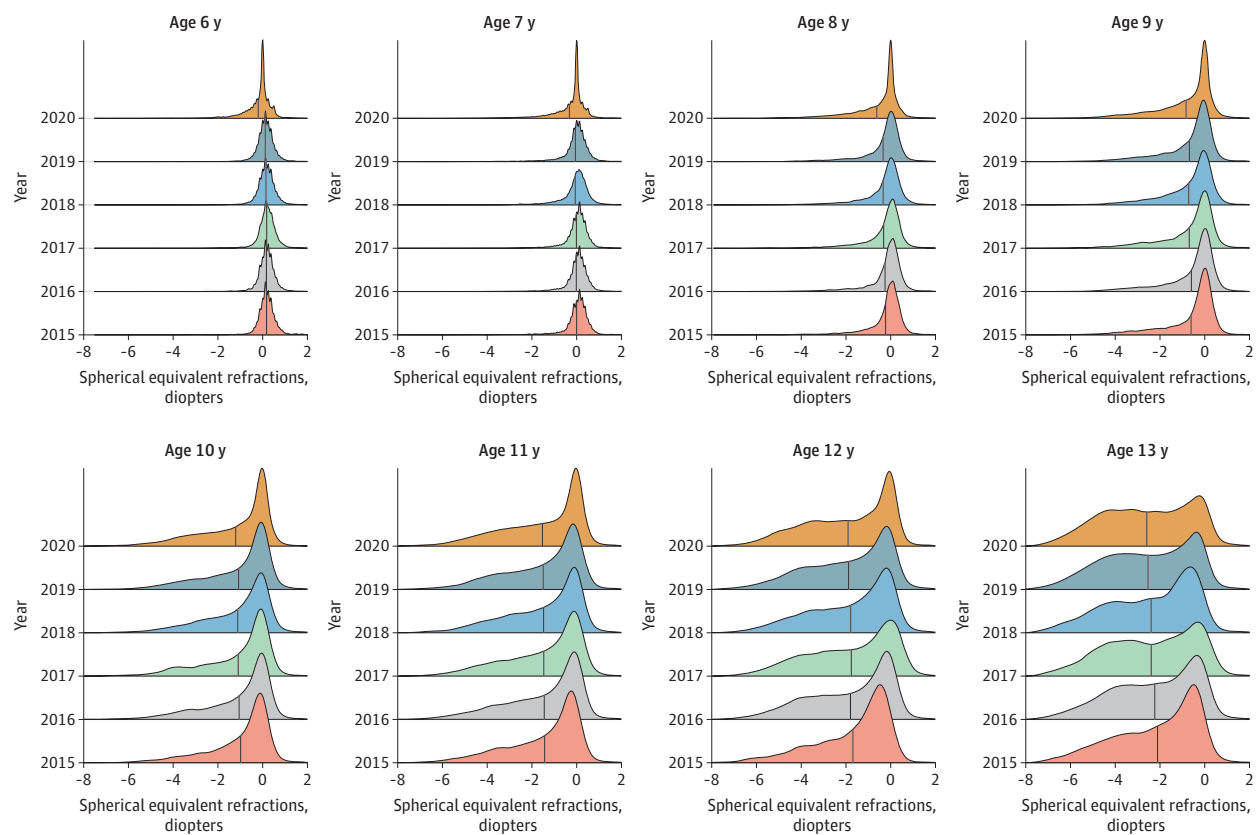 Age 6 y
Year
2020
2019
2018
2017
2016
2015
-8 -6 -4 -2 0 2
Spherical equivalent refractions,
diopters
Age 7 y
Year
2020
2019
2018
2017
2016
2015
-8 -6 -4 -2 0 2
Spherical equivalent refractions,
diopters
Age 8 y
Year
2020
2019
2018
2017
2016
2015
-8 -6 -4 -2 0 2
Spherical equivalent refractions,
diopters
Age 9 y
Year
2020
2019
2018
2017
2016
2015
-8 -6 -4 -2 0 2
Spherical equivalent refractions,
diopters
Age 10 y
Year
2020
2019
2018
2017
2016
2015
-8 -6 -4 -2 0 2
Spherical equivalent refractions,
diopters
Age 11 y
Year
2020
2019
2018
2017
2016
2015
-8 -6 -4 -2 0 2
Spherical equivalent refractions,
diopters
Age 12 y
Year
2020
2019
2018
2017
2016
2015
-8 -6 -4 -2 0 2
Spherical equivalent refractions,
diopters
Age 13 y
Year
2020
2019
2018
2017
2016
2015
-8 -6 -4 -2 0 2
Spherical equivalent refractions,
diopters